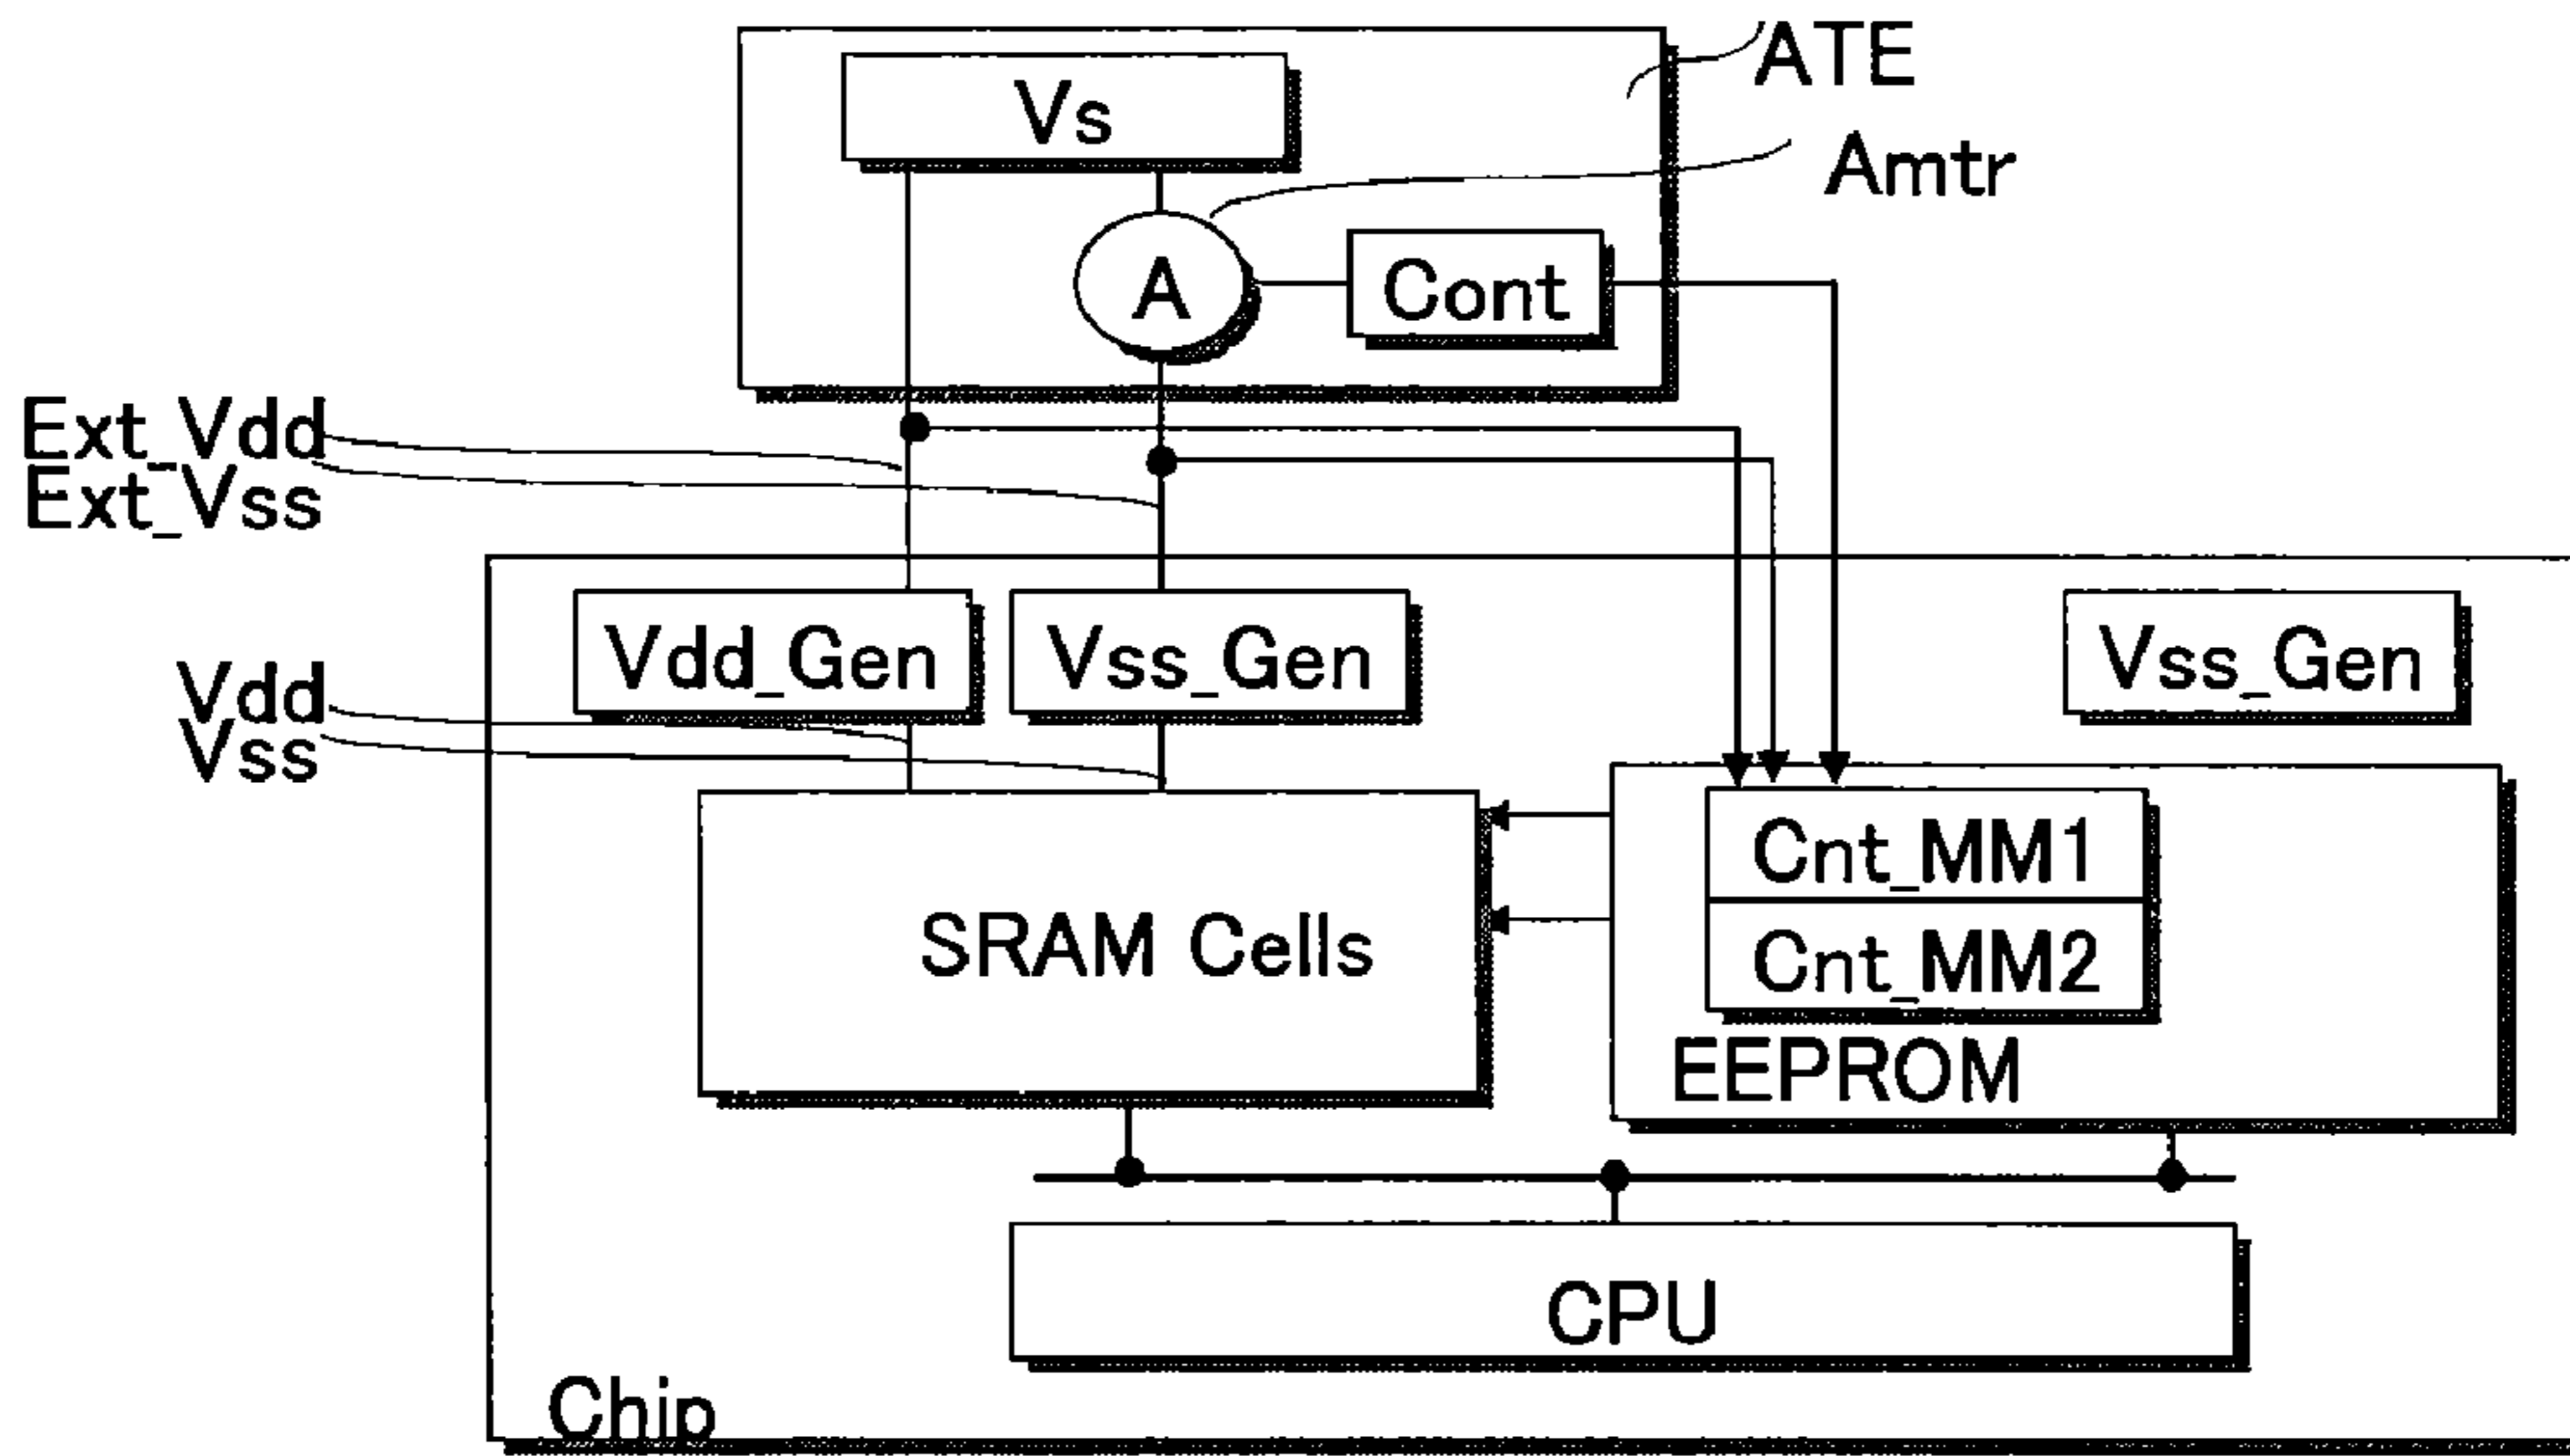 ATE
Vs
Amtr
A
Cont
Ext_Vdd
Ext_Vss
Vdd_Gen
Vss_Gen
Vss_Gen
Vdd
Vss
Cnt_MM1
SRAM Cells
Cnt_MM2
EEPROM
CPU
Chip